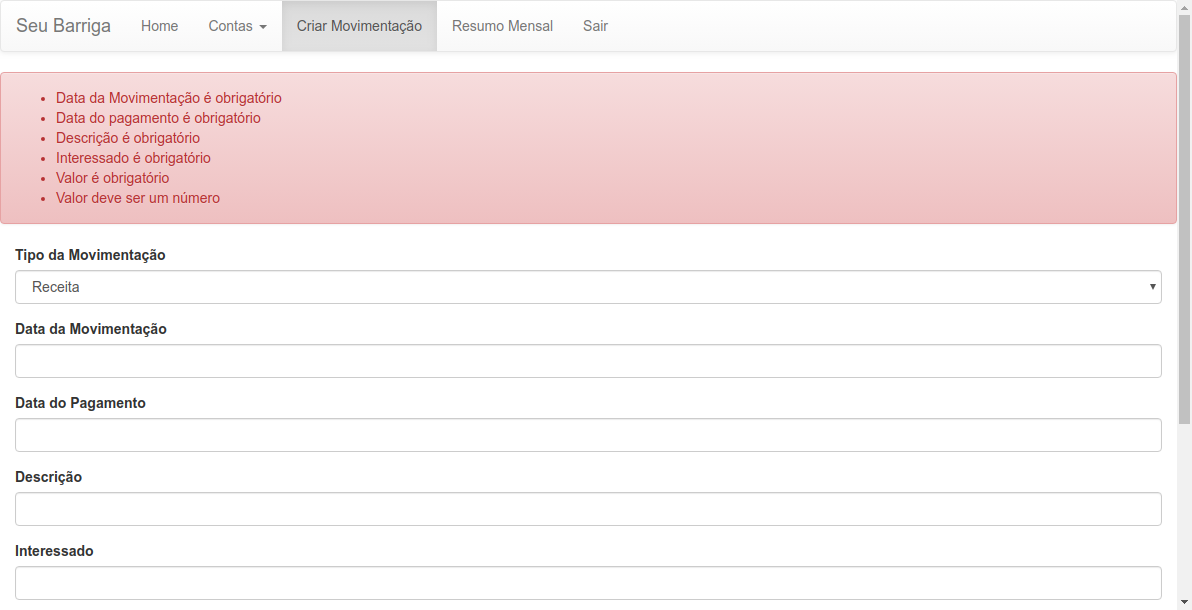 Seu Barriga Home Contas Criar Movimentação Resumo Mensal Sair
Data da Movimentação é obrigatório
Data do pagamento é obrigatório
Descrição é obrigatório
Interessado é obrigatório
Valor é obrigatório
Valor deve ser um número
Tipo da Movimentação
Receita
Data da Movimentação
Data do Pagamento
Descrição
Interessado